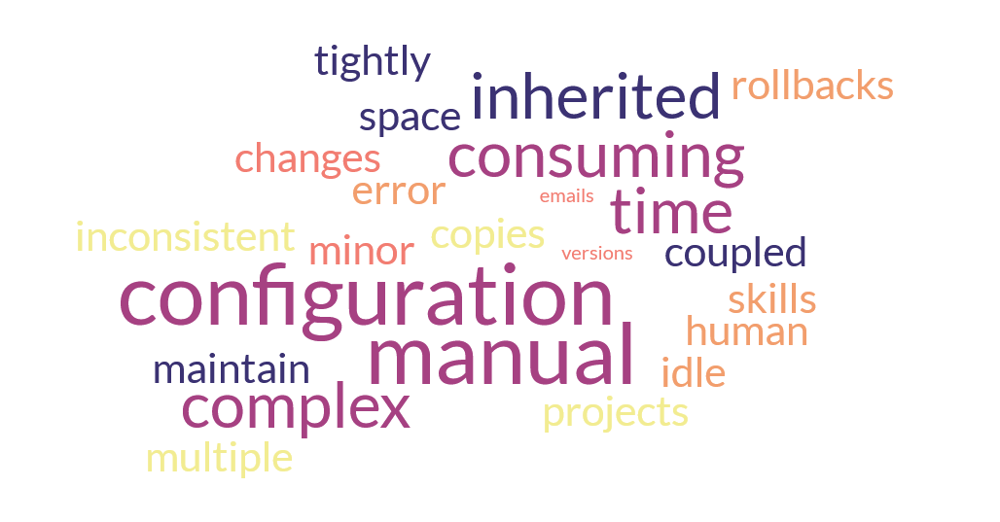 tightly
inherited
rollbacks
space
consuming
changes
error
emails
time
inconsistent
copies
minor
versions
coupled
configuration
skills
human
manual
maintain
idle
complex
projects
multiple